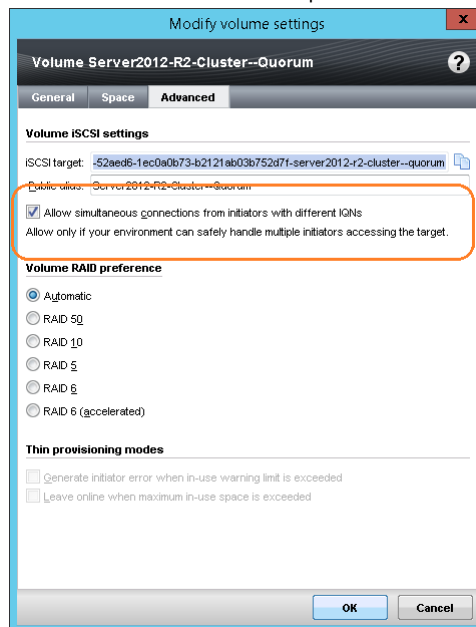 Modify volume settings
x
Volume Server2012-R2-Cluster--Quorum
?
General Space Advanced
Volume iSCSI settings
iSCSI target: -52aed6-1ec0a0b73-b2121ab03b752d7f-server2012-r2-cluster--quorum
Public alias: Server2012-R2-Cluster--Quorum
Allow simultaneous connections from initiators with different IQNs
Allow only if your environment can safely handle multiple initiators accessing the target.
Volume RAID preference
Automatic
RAID 50
RAID 10
RAID 5
RAID 6
RAID 6 (accelerated)
Thin provisioning modes
Generate initiator error when in-use warning limit is exceeded
Leave online when maximum in-use space is exceeded
OK Cancel